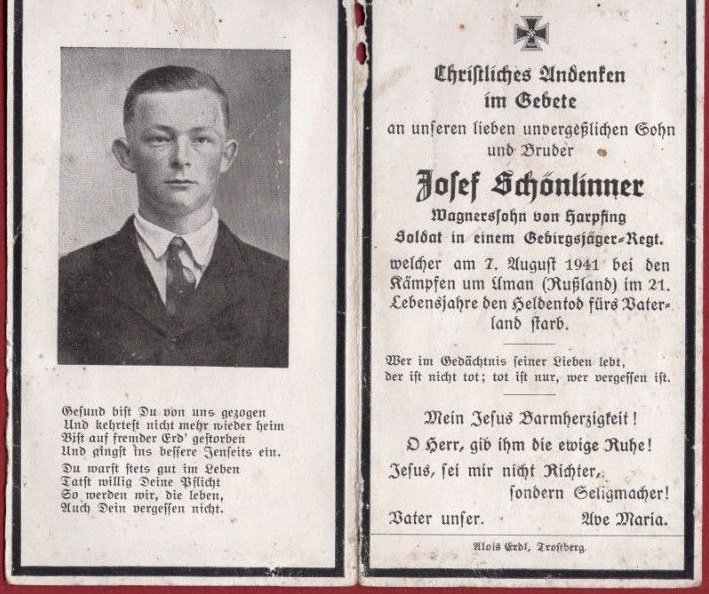 Gesund bist Du von uns gezogen
Und kehrtest nicht mehr wieder heim
Bist auf fremder Erd' gestorben
Und gingst ins bessere Jenseits ein.
Du warst stets gut im Leben
Tatst willig Deine Pflicht
So werden wir, die leben,
Auch Dein vergessen nicht.
Christliches Andenken
im Gebete
an unseren lieben unvergeßlichen Sohn
und Bruder
Josef Schönlinner
Wagnerssohn von Harpfing
Soldat in einem Gebirgsjäger-Regt.
welcher am 7. August 1941 bei den
Kämpfen um Uman (Rußland) im 21.
Lebensjahre den Heldentod fürs Vater-
land starb.
Wer im Gedächtnis seiner Lieben lebt,
der ist nicht tot; tot ist nur, wer vergessen ist.
Mein Jesus Barmherzigkeit!
O Herr, gib ihm die ewige Ruhe!
Jesus, sei mir nicht Richter,
sondern Seligmacher!
Vater unser. Ave Maria.
Alois Erdl, Trostberg